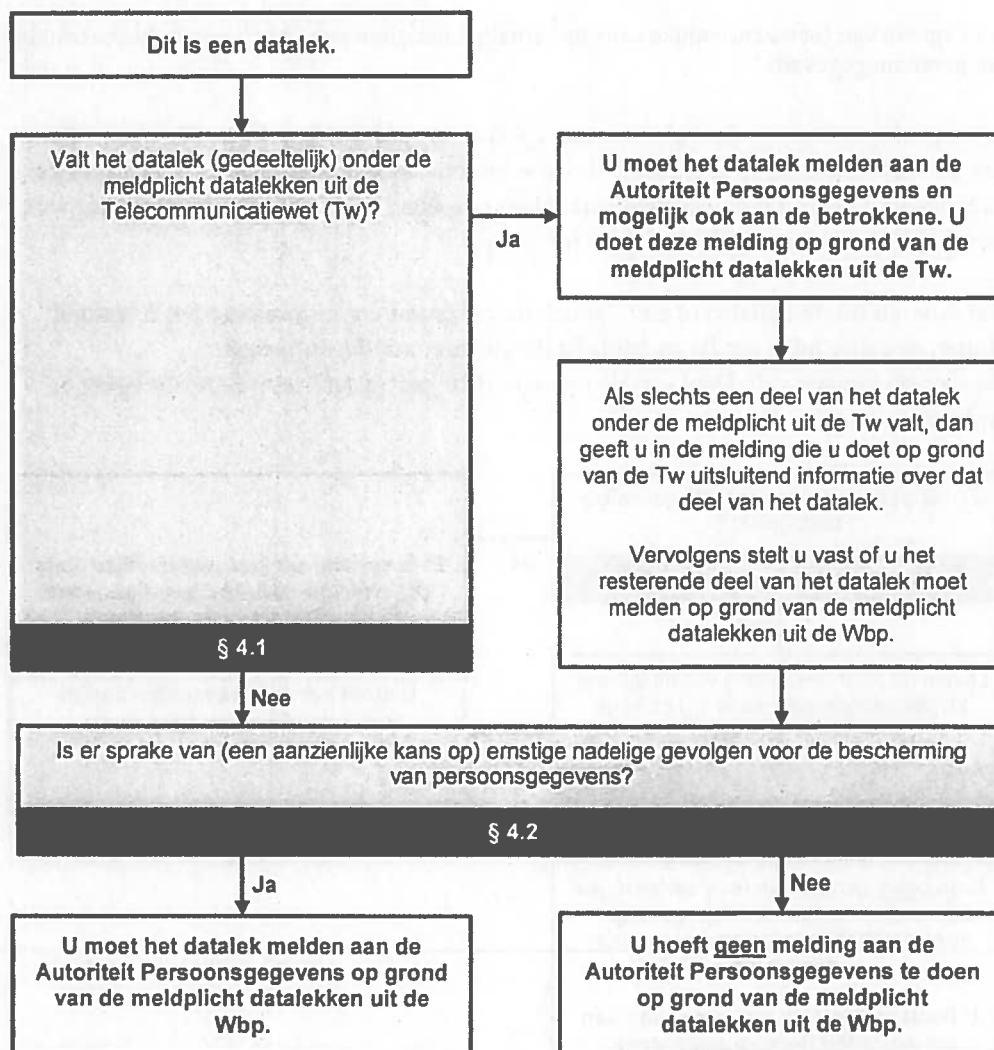 Dit is een datalek.
Valt het datalek (gedeeltelijk) onder de
meldplicht datalekken uit de
Telecommunicatiewet (Tw)?
§ 4.1
Ja
U moet het datalek melden aan de
Autoriteit Persoonsgegevens en
mogelijk ook aan de betrokkene. U
doet deze melding op grond van de
meldplicht datalekken uit de Tw.
Als slechts een deel van het datalek
onder de meldplicht uit de Tw valt, dan
geeft u in de melding die u doet op grond
van de Tw uitsluitend informatie over dat
deel van het datalek.
Vervolgens stelt u vast of u het
resterende deel van het datalek moet
melden op grond van de meldplicht
datalekken uit de Wbp.
Nee
Is er sprake van (een aanzienlijke kans op) ernstige nadelige gevolgen voor de bescherming
van persoonsgegevens?
§ 4.2
Ja
Nee
U moet het datalek melden aan de
Autoriteit Persoonsgegevens op grond
van de meldplicht datalekken uit de
Wbp.
U hoeft geen melding aan de
Autoriteit Persoonsgegevens te doen
op grond van de meldplicht
datalekken uit de Wbp.